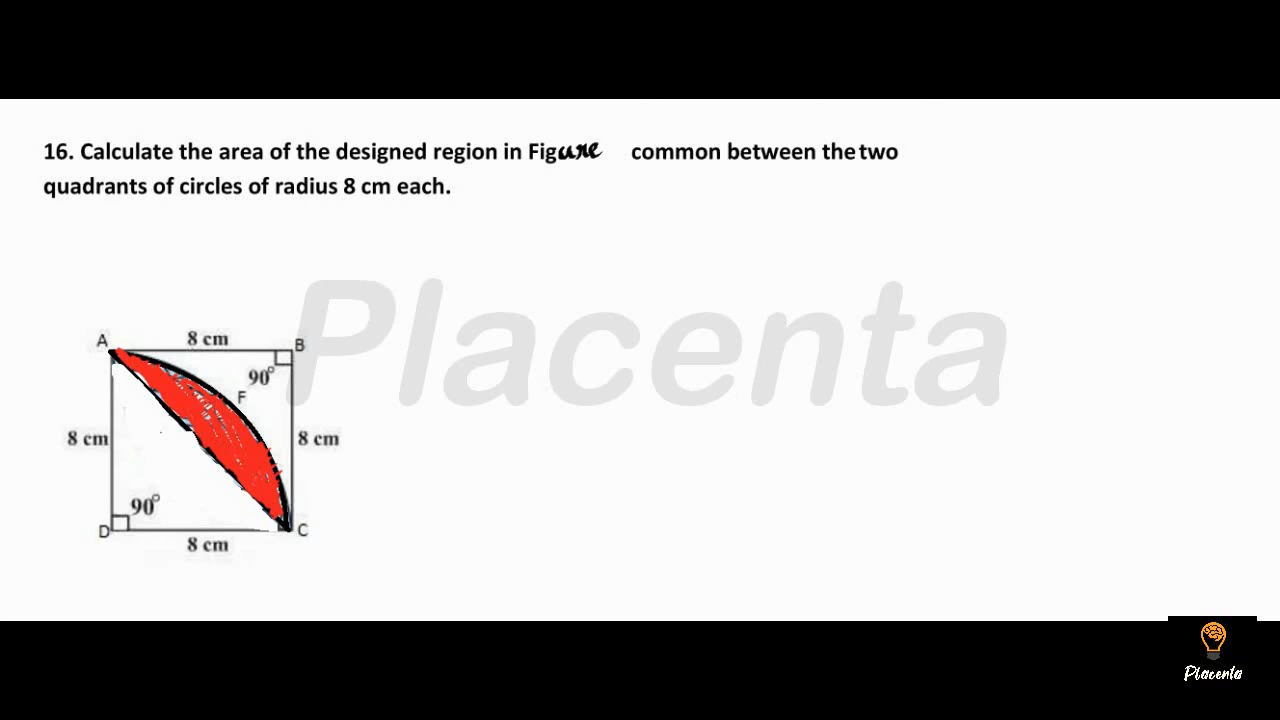 16. Calculate the area of the designed region in Figure common between the two
quadrants of circles of radius 8 cm each.
Placenta
A 8 cm B
90°
F
8 cm 8 cm
90°
D C
8 cm
Placenta